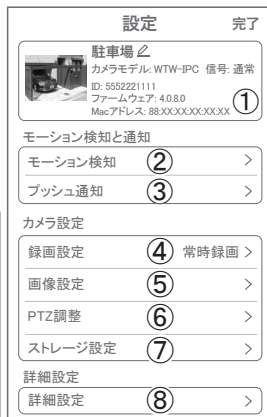 設定 完了
駐車場
カメラモデル: WTW-IPC 信号: 通常
ID: 5552221111
ファームウェア: 4.0.8.0
Macアドレス: 88:XX:XX:XX:XX:XX ①
モーション検知と通知
モーション検知 ② >
プッシュ通知 ③ >
カメラ設定
録画設定 ④ 常時録画 >
画像設定 ⑤ >
PTZ調整 ⑥ >
ストレージ設定 ⑦ >
詳細設定
詳細設定 ⑧ >